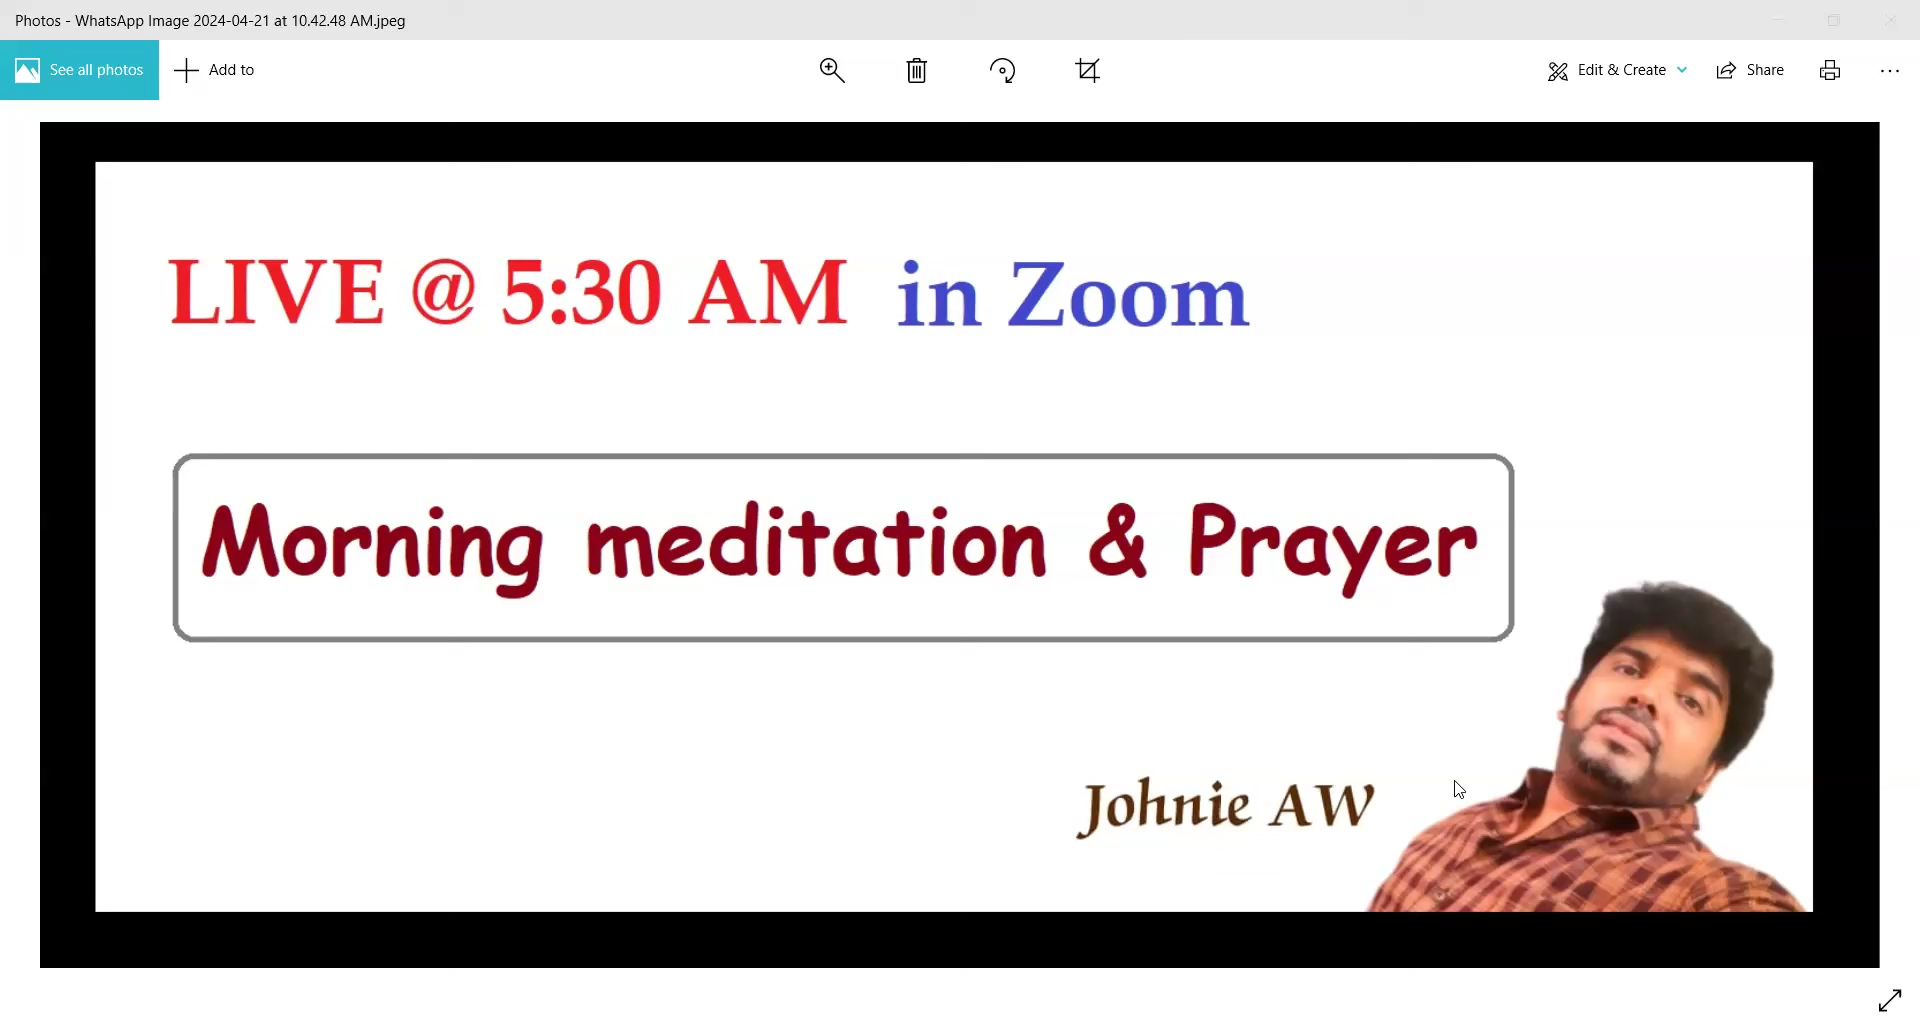 Photos - WhatsApp Image 2024-04-21 at 10.42.48 AM.jpeg
See all photos
Add to
Edit & Create
Share
LIVE @ 5:30 AM in Zoom
Morning meditation & Prayer
Johnie AW